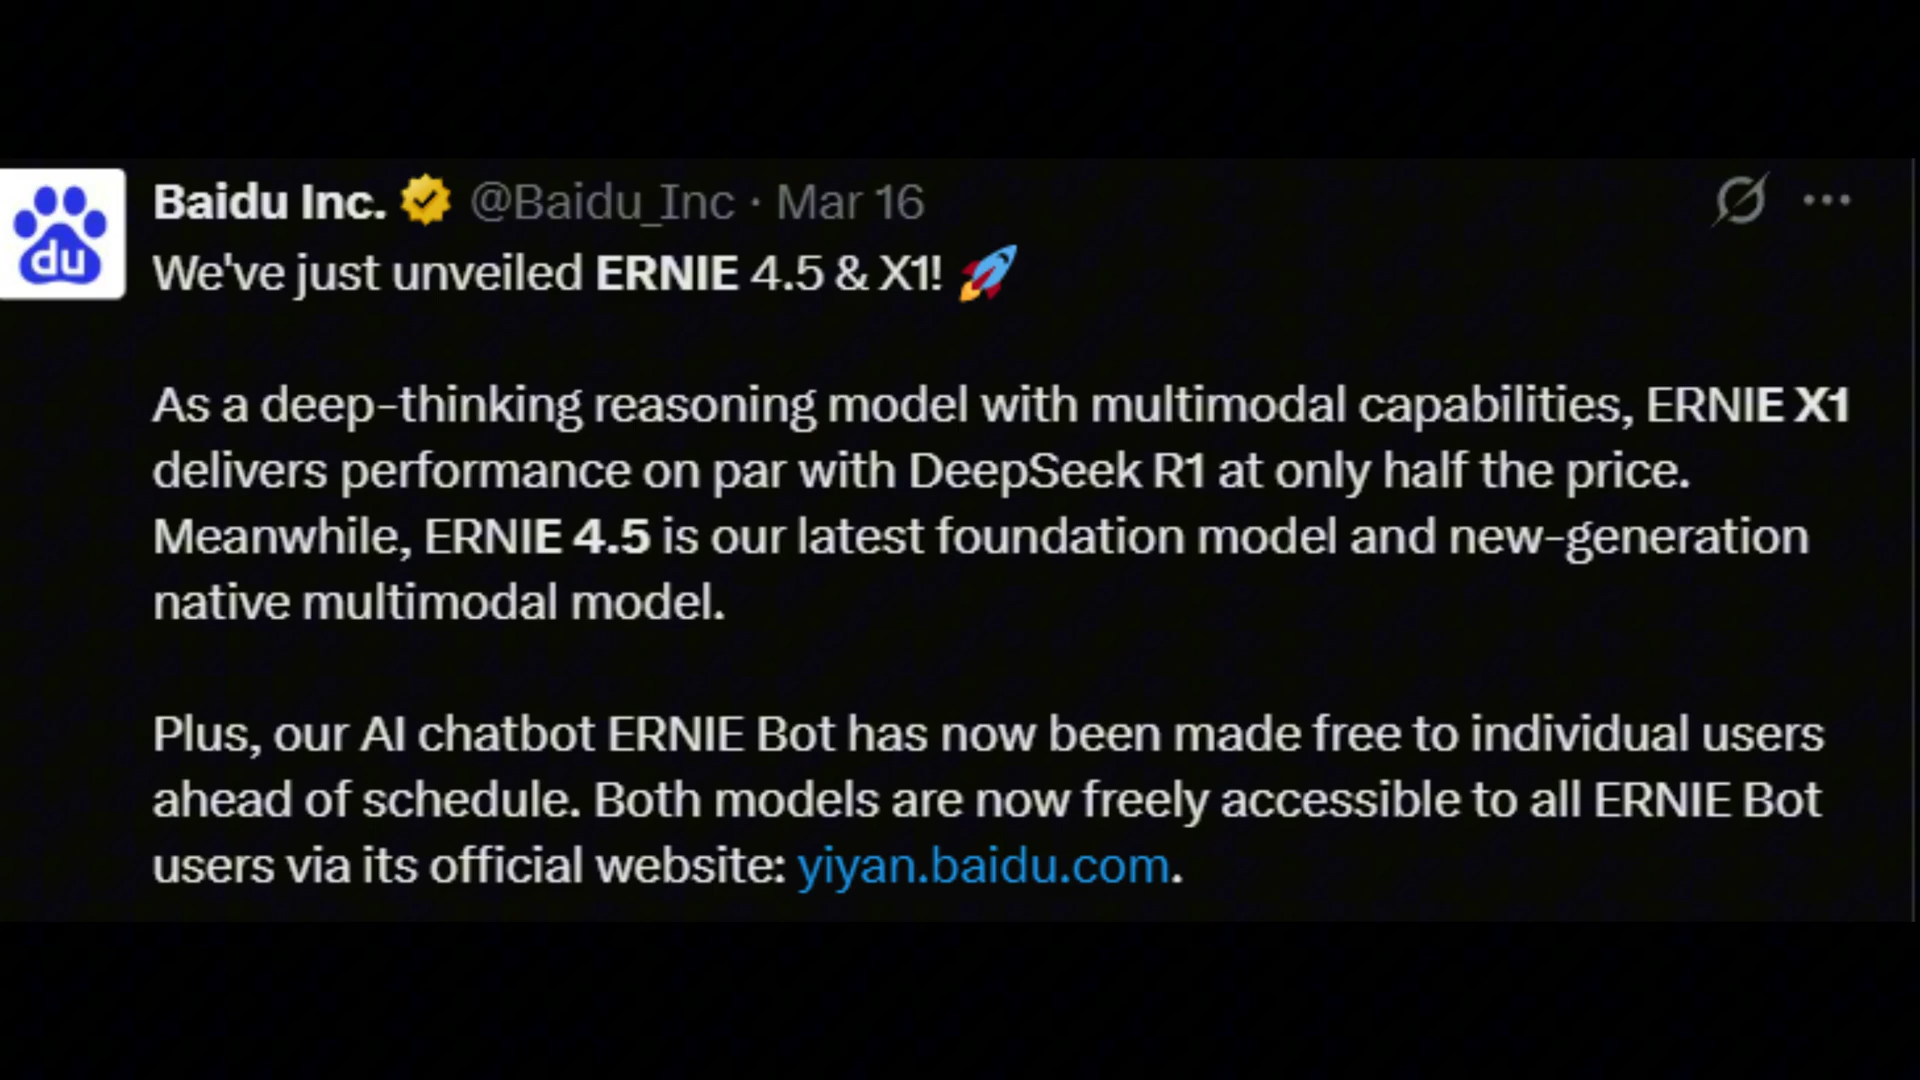 du
Baidu Inc. @Baidu_Inc · Mar 16
We've just unveiled ERNIE 4.5 & X1! 🚀
As a deep-thinking reasoning model with multimodal capabilities, ERNIE X1
delivers performance on par with DeepSeek R1 at only half the price.
Meanwhile, ERNIE 4.5 is our latest foundation model and new-generation
native multimodal model.
Plus, our AI chatbot ERNIE Bot has now been made free to individual users
ahead of schedule. Both models are now freely accessible to all ERNIE Bot
users via its official website: yiyan.baidu.com.